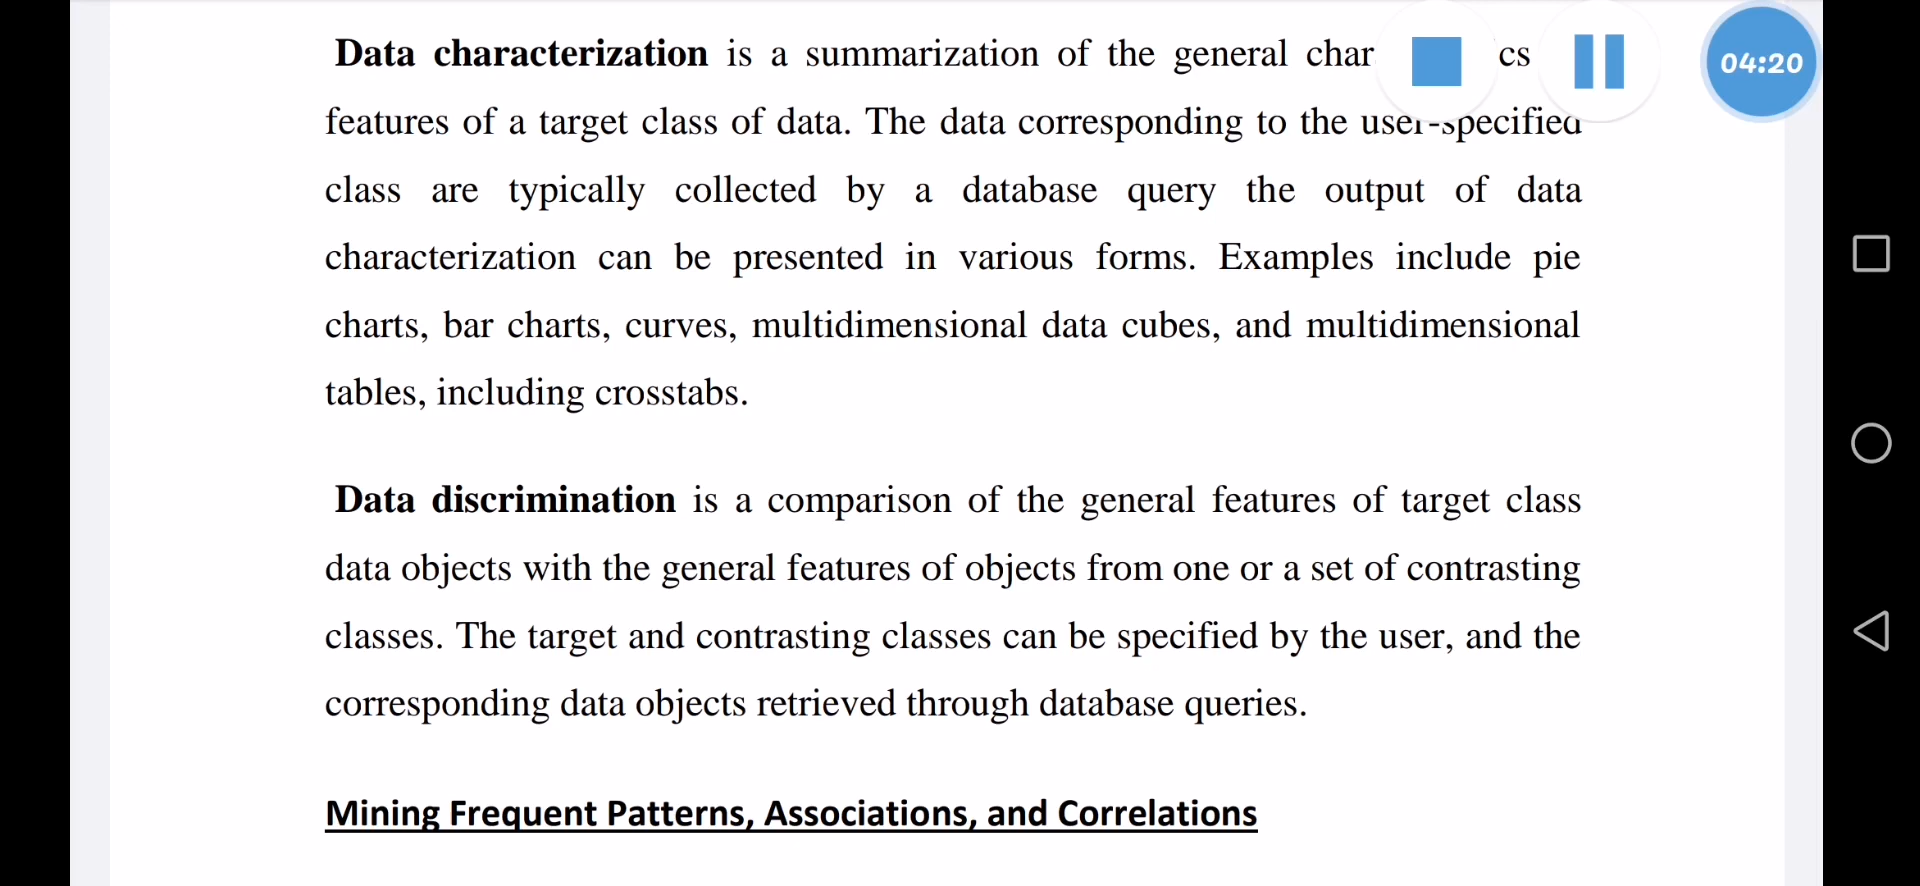 Data characterization is a summarization of the general
features of a target class of data. The data corresponding to the user-specified
class are typically collected by a database query the output of data
characterization can be presented in various forms. Examples include pie
charts, bar charts, curves, multidimensional data cubes, and multidimensional
tables, including crosstabs.
Data discrimination is a comparison of the general features of target class
data objects with the general features of objects from one or a set of contrasting
classes. The target and contrasting classes can be specified by the user, and the
corresponding data objects retrieved through database queries.
Mining Frequent Patterns, Associations, and Correlations
04:20